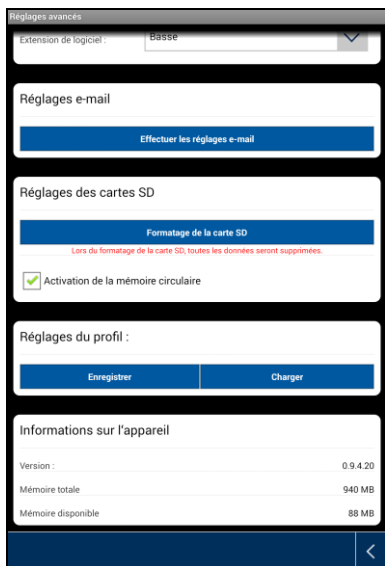 Réglages avancés
Extension de logiciel :
Basse
Réglages e-mail
Effectuer les réglages e-mail
Réglages des cartes SD
Formatage de la carte SD
Lors du formatage de la carte SD, toutes les données seront supprimées.
Activation de la mémoire circulaire
Réglages du profil :
Enregistrer Charger
Informations sur l'appareil
Version : 0.9.4.20
Mémoire totale 940 MB
Mémoire disponible 88 MB